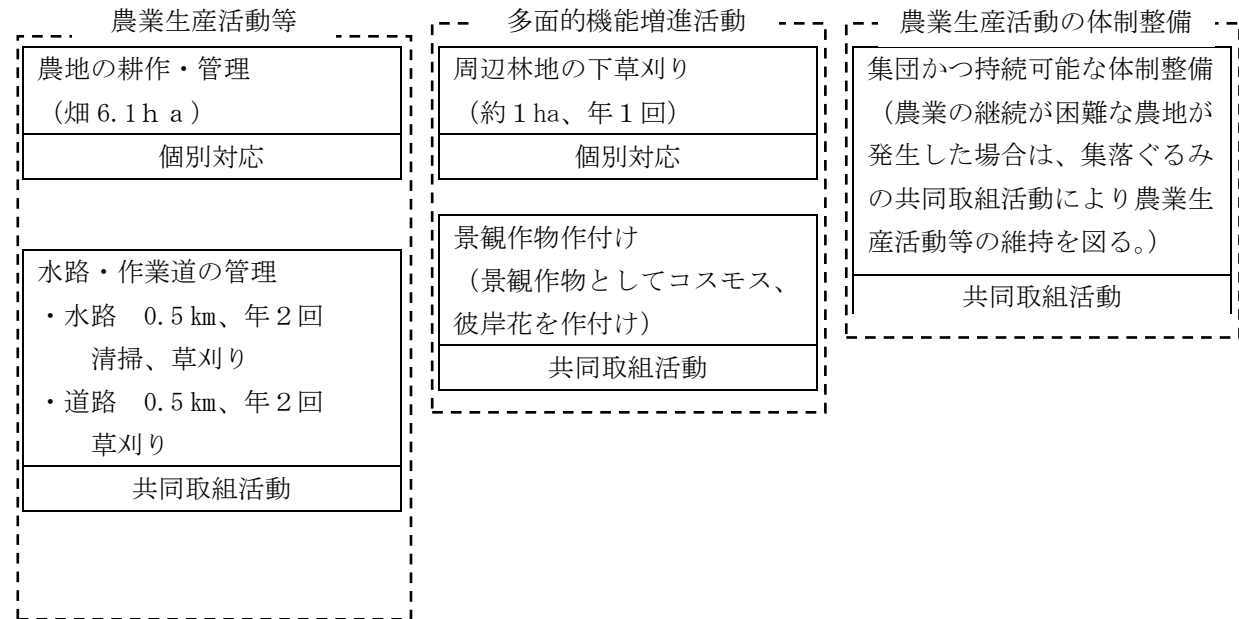 農業生産活動等
農地の耕作・管理
（畑6.1ｈａ）
個別対応
水路・作業道の管理
・水路　0.5㎞、年２回
清掃、草刈り
・道路　0.5㎞、年２回
草刈り
共同取組活動
多面的機能増進活動
周辺林地の下草刈り
（約１ha、年１回）
個別対応
景観作物作付け
（景観作物としてコスモス、
彼岸花を作付け）
共同取組活動
農業生産活動の体制整備
集団かつ持続可能な体制整備
（農業の継続が困難な農地が
発生した場合は、集落ぐるみ
の共同取組活動により農業生
産活動等の維持を図る。）
共同取組活動